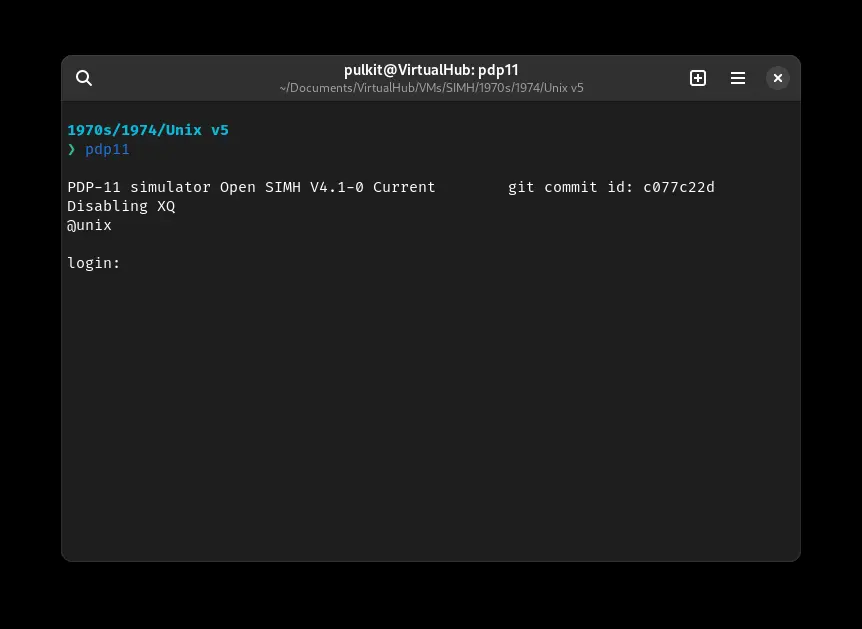 pulkit@VirtualHub: pdp11
~/Documents/VirtualHub/VMs/SIMH/1970s/1974/Unix v5
1970s/1974/Unix v5
❯ pdp11
PDP-11 simulator Open SIMH V4.1-0 Current        git commit id: c077c22d
Disabling XQ
@unix
login: